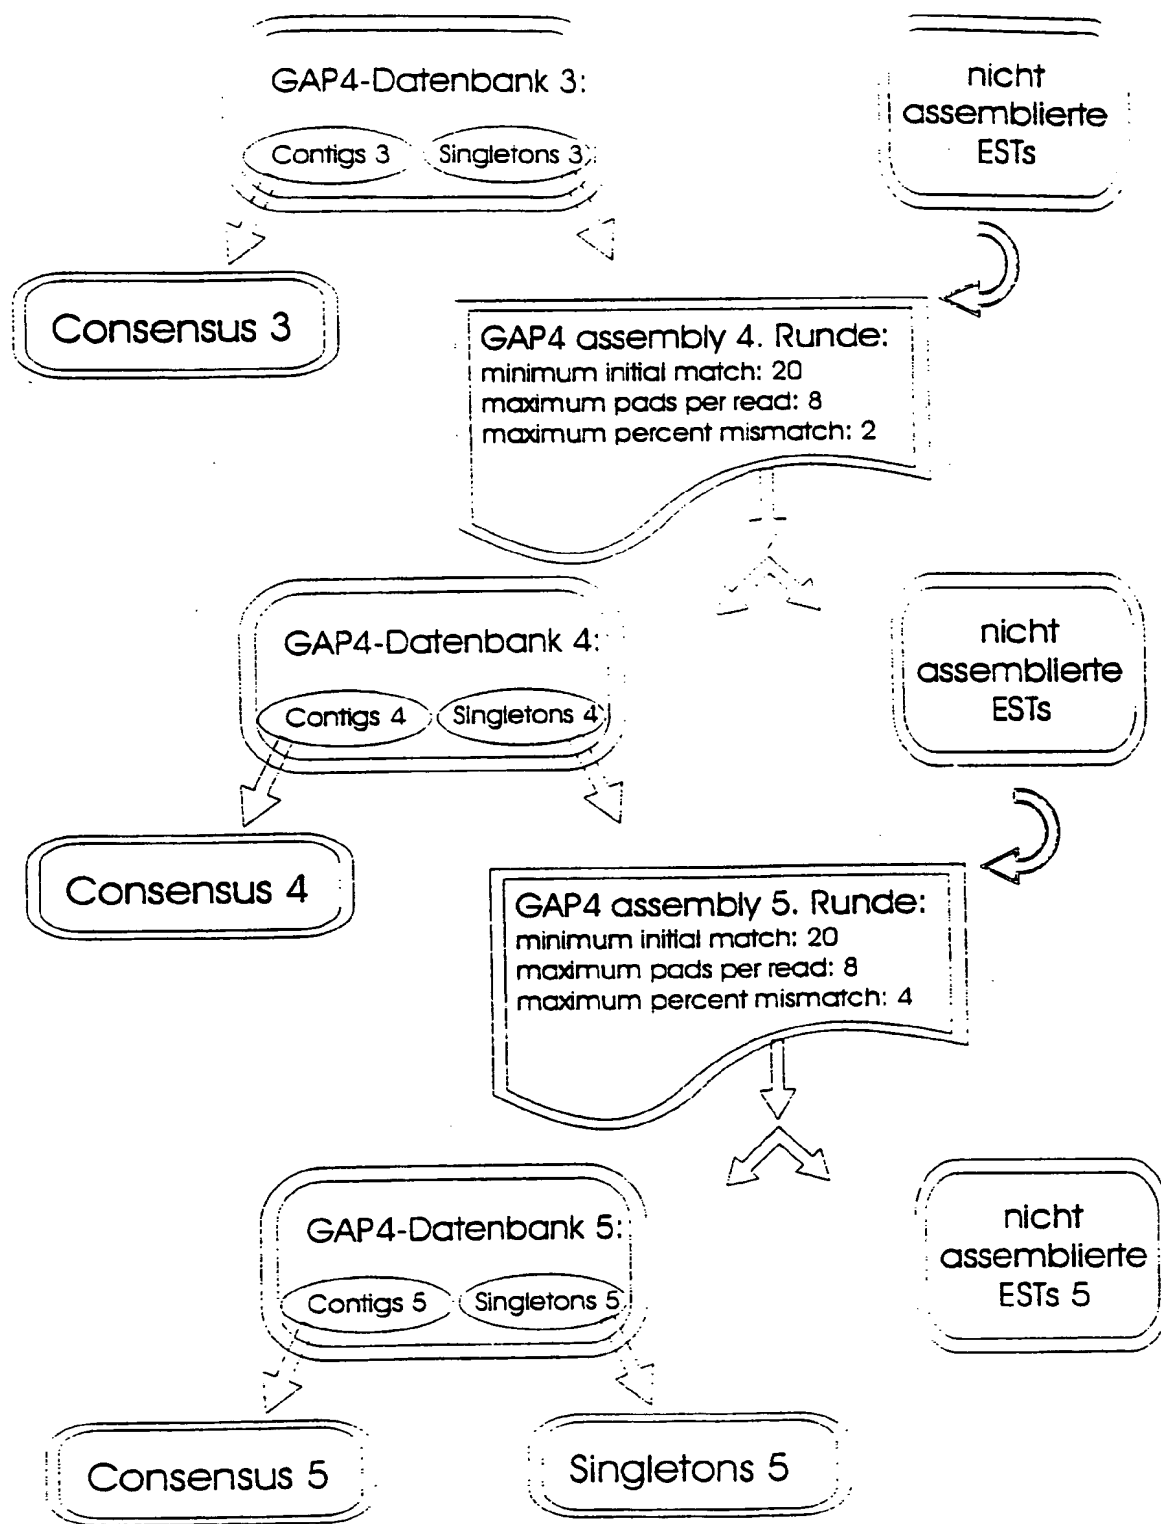 GAP4-Datenbank 3:
Contigs 3
Singletons 3
nicht
assemblierte
ESTs
Consensus 3
GAP4 assembly 4. Runde:
minimum initial match: 20
maximum pads per read: 8
maximum percent mismatch: 2
GAP4-Datenbank 4:
Contigs 4
Singletons 4
nicht
assemblierte
ESTs
Consensus 4
GAP4 assembly 5. Runde:
minimum initial match: 20
maximum pads per read: 8
maximum percent mismatch: 4
GAP4-Datenbank 5:
Contigs 5
Singletons 5
nicht
assemblierte
ESTs 5
Consensus 5
Singletons 5